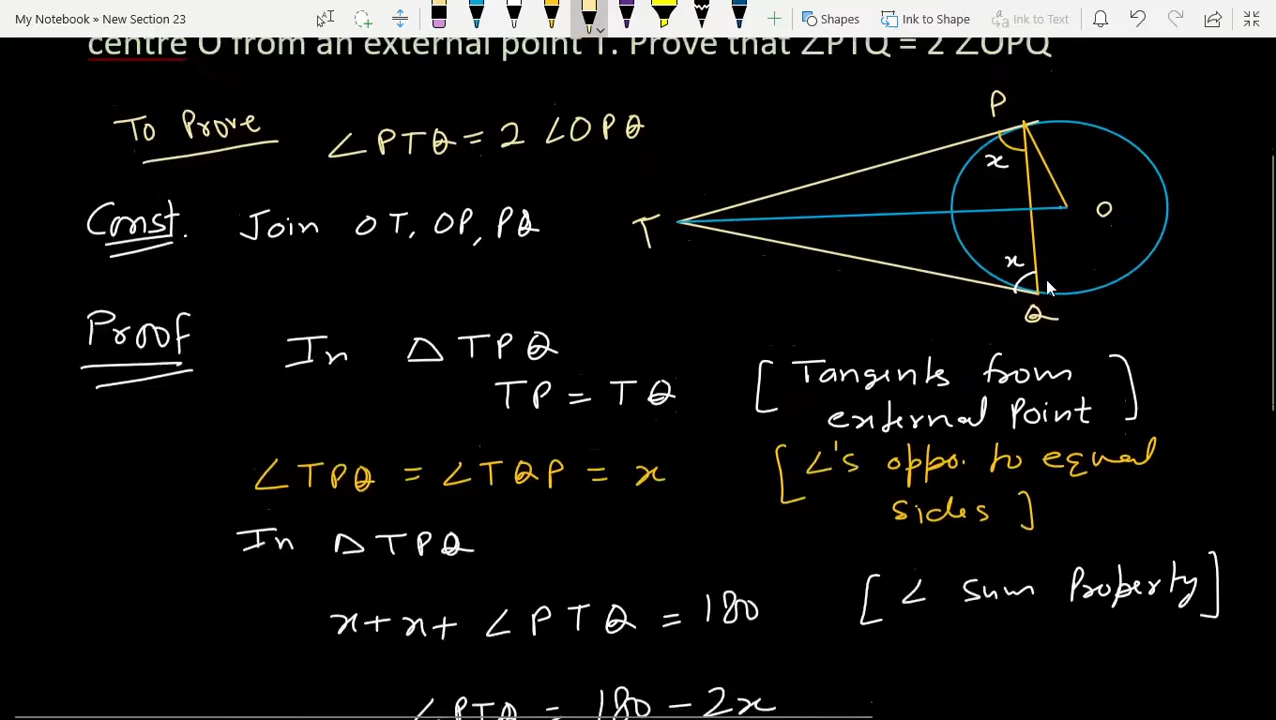 My Notebook » New Section 23
Shapes
Ink to Shape
Ink to Text
centre O from an external point T. Prove that ∠PTQ = 2 ∠OPQ
To Prove ∠PTQ = 2 ∠OPQ
Const. Join OT, OP, PQ
P
x
T
O
x
Q
Proof In Δ TPQ
TP = TQ [Tangents from
external Point]
∠TPQ = ∠TQP = x [∠'s oppo. to equal
sides]
In Δ TPQ
x + x + ∠PTQ = 180 [∠ sum Property]
∠PTQ = 180 - 2x